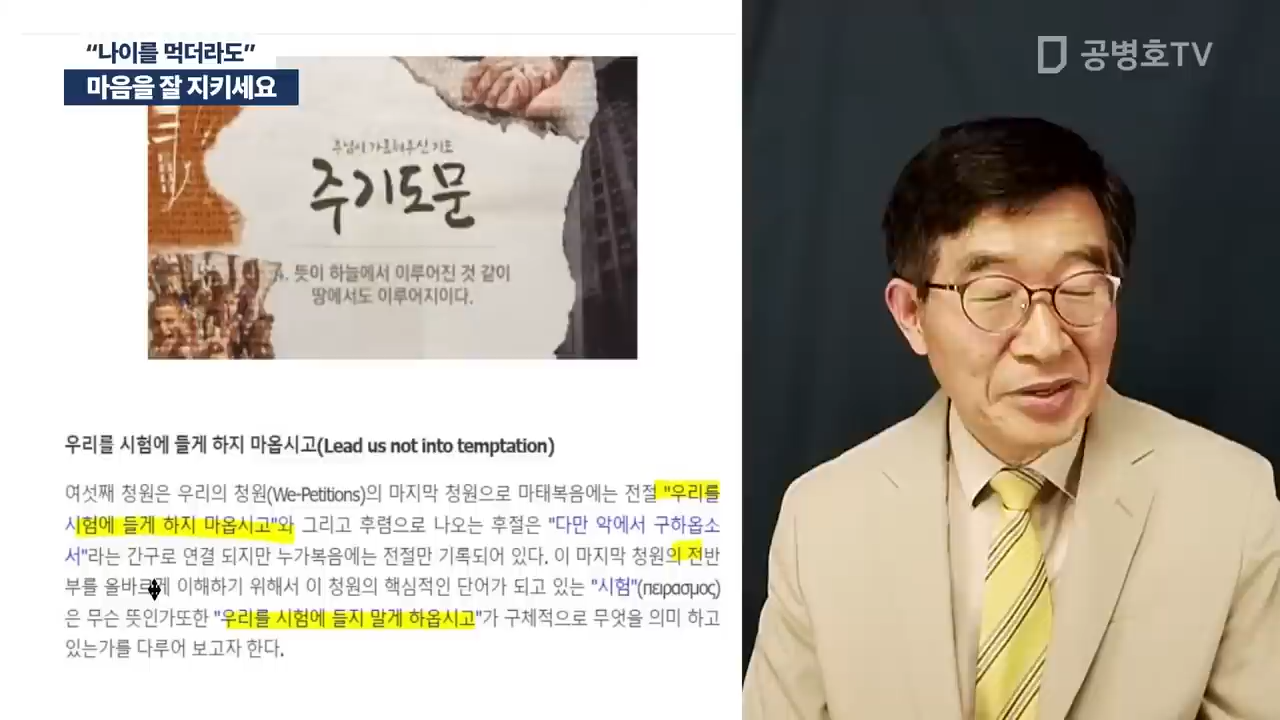 “나이를 먹더라도”
마음을 잘 지키세요
공병호TV
주님이 가르쳐주신 기도
주기도문
4. 뜻이 하늘에서 이루어진 것 같이
땅에서도 이루어지이다.
우리를 시험에 들게 하지 마옵시고(Lead us not into temptation)
여섯째 청원은 우리의 청원(We-Petitions)의 마지막 청원으로 마태복음에는 전절 "우리를
시험에 들게 하지 마옵시고"와 그리고 후렴으로 나오는 후절은 "다만 악에서 구하옵소
서"라는 간구로 연결 되지만 누가복음에는 전절만 기록되어 있다. 이 마지막 청원의 전반
부를 올바르게 이해하기 위해서 이 청원의 핵심적인 단어가 되고 있는 "시험"(πειρασμος)
은 무슨 뜻인가또한 "우리를 시험에 들지 말게 하옵시고"가 구체적으로 무엇을 의미 하고
있는가를 다루어 보고자 한다.